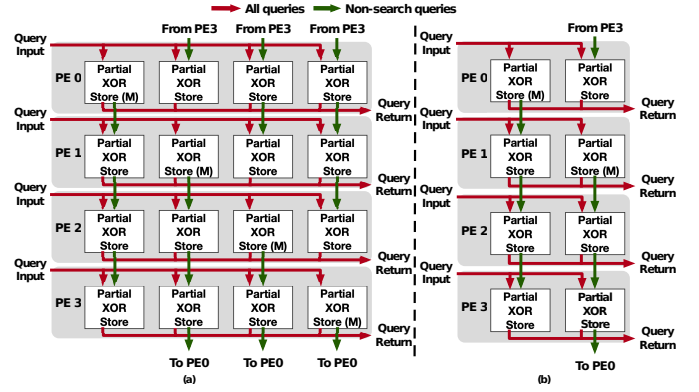 All queries
Non-search queries
From PE3 From PE3 From PE3
From PE3
Query
Input
Query
Input
PE 0
Partial
XOR
Store (M)
Partial
XOR
Store
Partial
XOR
Store
Partial
XOR
Store
Query
Return
PE 0
Partial
XOR
Store (M)
Partial
XOR
Store
Query
Return
Query
Input
Query
Input
PE 1
Partial
XOR
Store
Partial
XOR
Store (M)
Partial
XOR
Store
Partial
XOR
Store
Query
Return
PE 1
Partial
XOR
Store
Partial
XOR
Store (M)
Query
Return
Query
Input
Query
Input
PE 2
Partial
XOR
Store
Partial
XOR
Store
Partial
XOR
Store (M)
Partial
XOR
Store
Query
Return
PE 2
Partial
XOR
Store
Partial
XOR
Store
Query
Return
Query
Input
Query
Input
PE 3
Partial
XOR
Store
Partial
XOR
Store
Partial
XOR
Store
Partial
XOR
Store (M)
Query
Return
PE 3
Partial
XOR
Store
Partial
XOR
Store
Query
Return
To PE0 To PE0 To PE0
To PE0
(a)
(b)